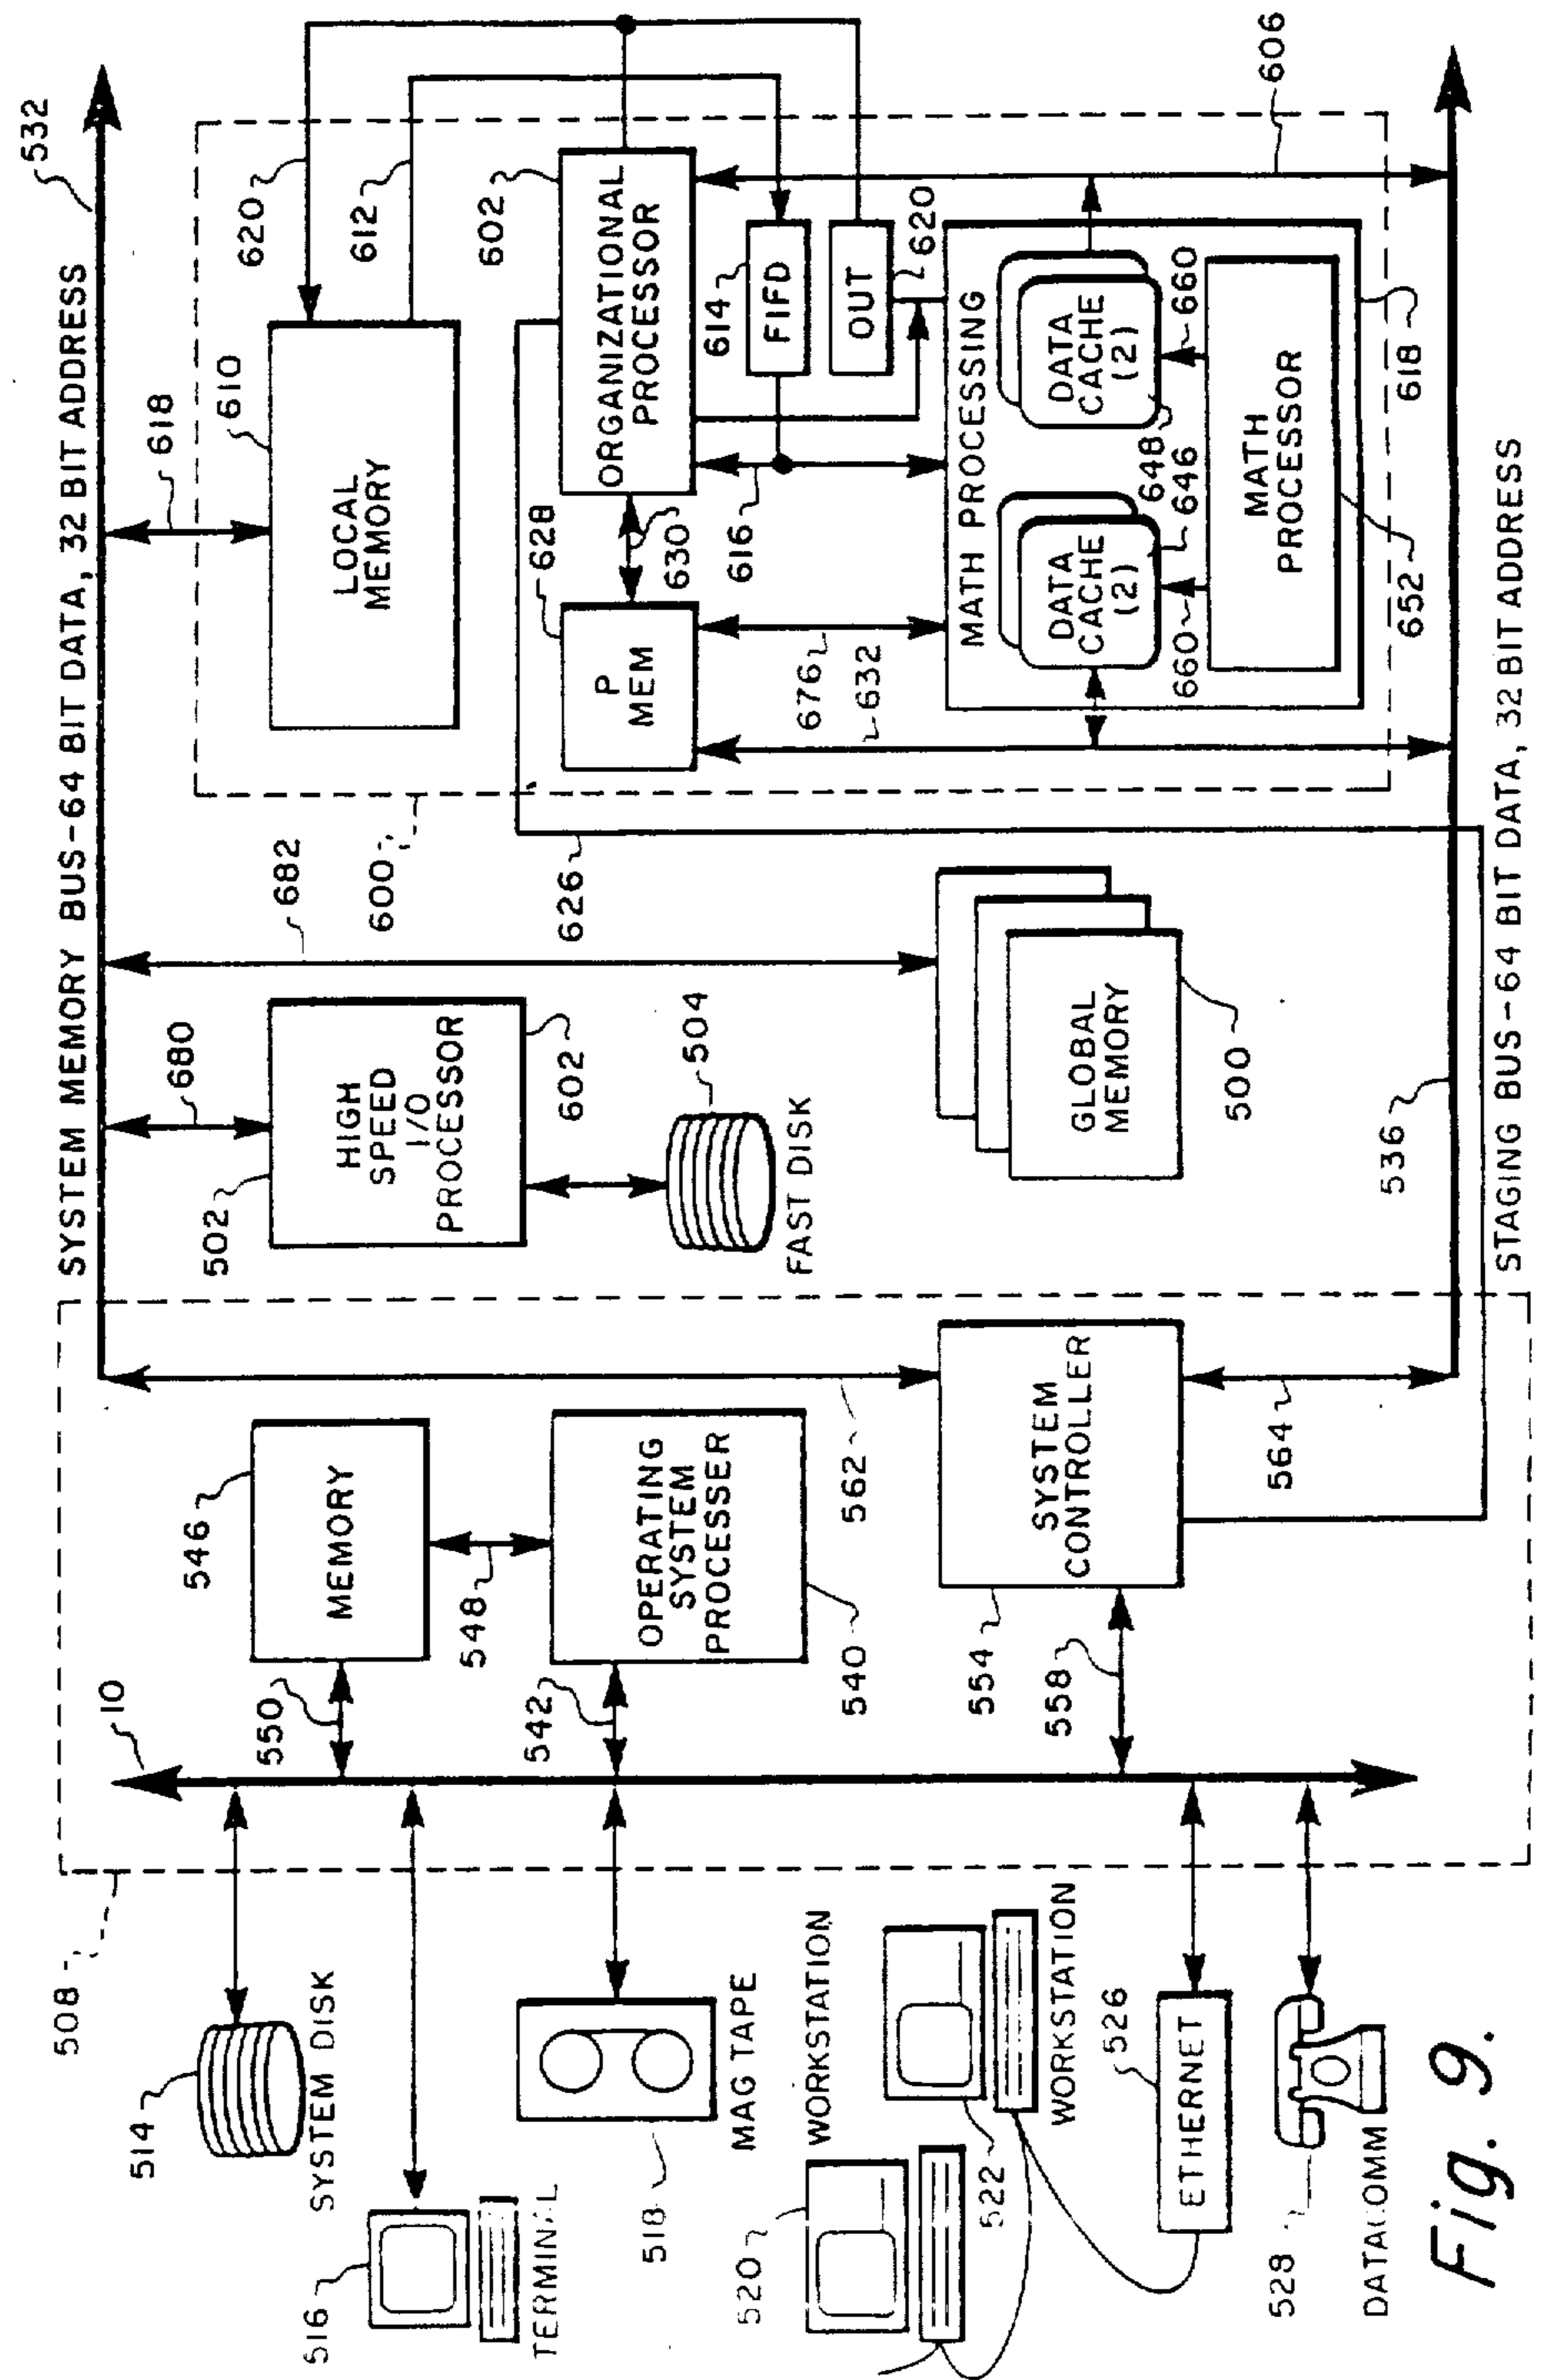 532
SYSTEM MEMORY BUS-64 BIT DATA, 32 BIT ADDRESS
508
10
514
SYSTEM DISK
516
TERMINAL
518
MAG TAPE
520
WORKSTATION
522
WORKSTATION
526
ETHERNET
528
DATACOMM
546
MEMORY
550
548
542
OPERATING
SYSTEM
PROCESSER
540
562
554
558
SYSTEM
CONTROLLER
564
502
680
HIGH
SPEED
I/O
PROCESSOR
602
504
FAST DISK
682
GLOBAL
MEMORY
500
536
600
626
618
610
LOCAL
MEMORY
620
612
602
ORGANIZATIONAL
PROCESSOR
628
P
MEM
630
616
614
FIFD
OUT
620
676
632
MATH PROCESSING
DATA
CACHE
(2)
646
DATA
CACHE
(2)
648
660
660
MATH
PROCESSOR
652
618
606
STAGING BUS-64 BIT DATA, 32 BIT ADDRESS
Fig. 9.